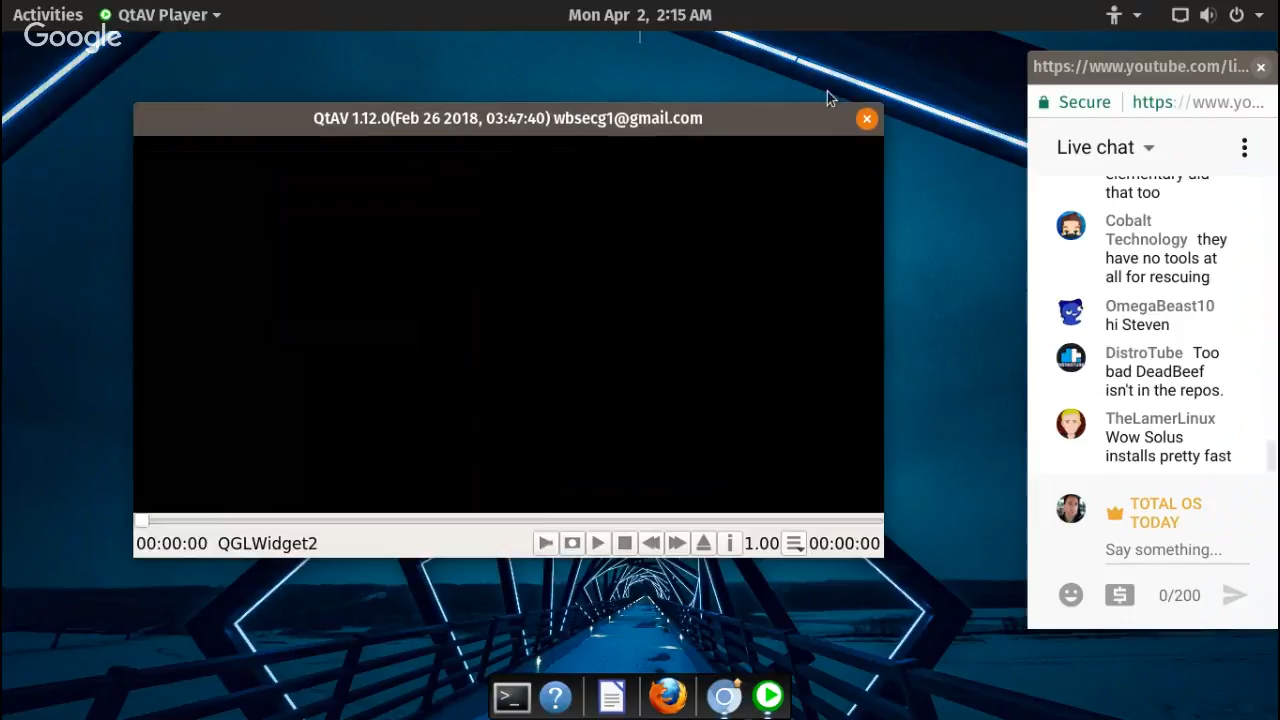 Activities
QtAV Player
Mon Apr 2, 2:15 AM
Google
https://www.youtube.com/li...
Secure
https://www.yo...
QtAV 1.12.0(Feb 26 2018, 03:47:40) wbsecg1@gmail.com
Live chat
elementary did
that too
Cobalt
Technology they
have no tools at
all for rescuing
OmegaBeast10
hi Steven
DistroTube Too
bad DeadBeef
isn't in the repos.
TheLamerLinux
Wow Solus
installs pretty fast
TOTAL OS
TODAY
Say something...
0/200
00:00:00 QGLWidget2
1.00
00:00:00